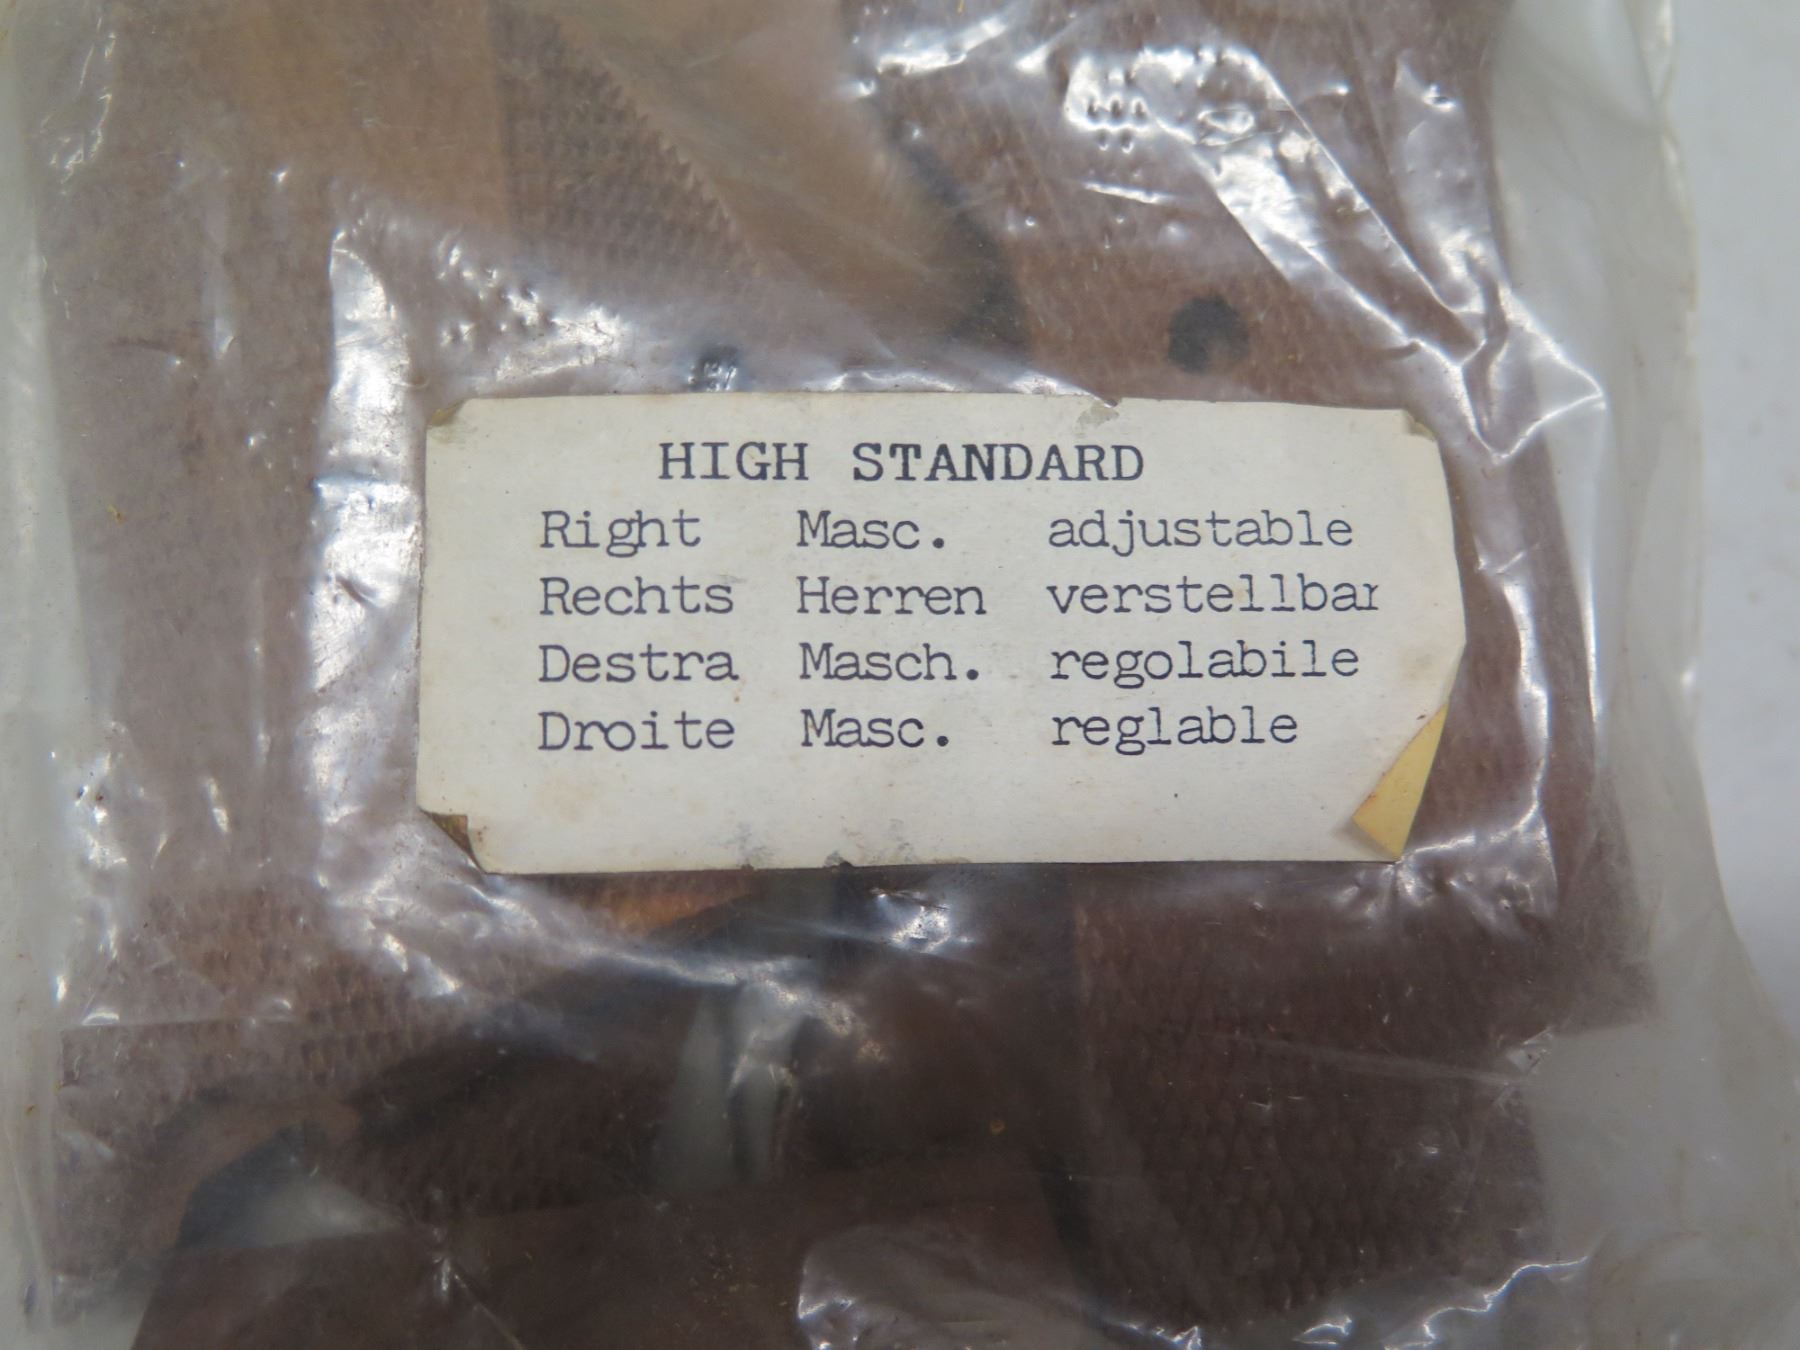 HIGH STANDARD
Right Masc. adjustable
Rechts Herren verstellbar
Destra Masch. regolabile
Droite Masc. reglable